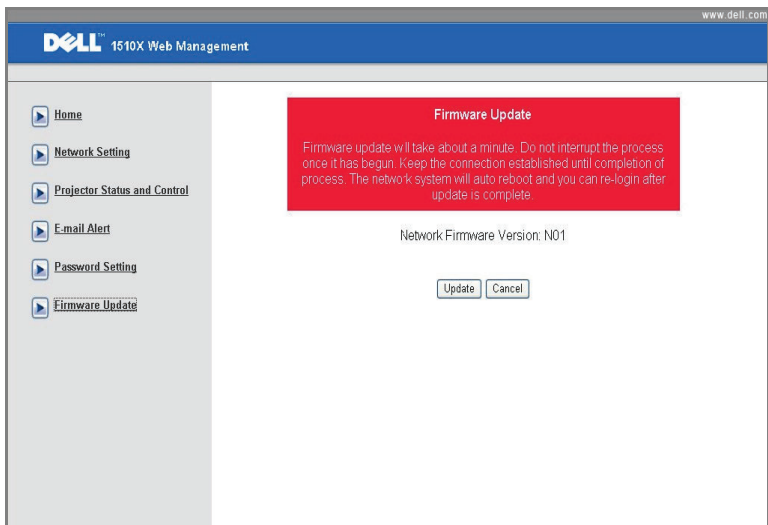 www.dell.com
DELL™ 1510X Web Management
Home
Network Setting
Projector Status and Control
E-mail Alert
Password Setting
Firmware Update
Firmware Update
Firmware update will take about a minute. Do not interrupt the process
once it has begun. Keep the connection established until completion of
process. The network system will auto reboot and you can re-login after
update is complete.
Network Firmware Version: N01
Update Cancel